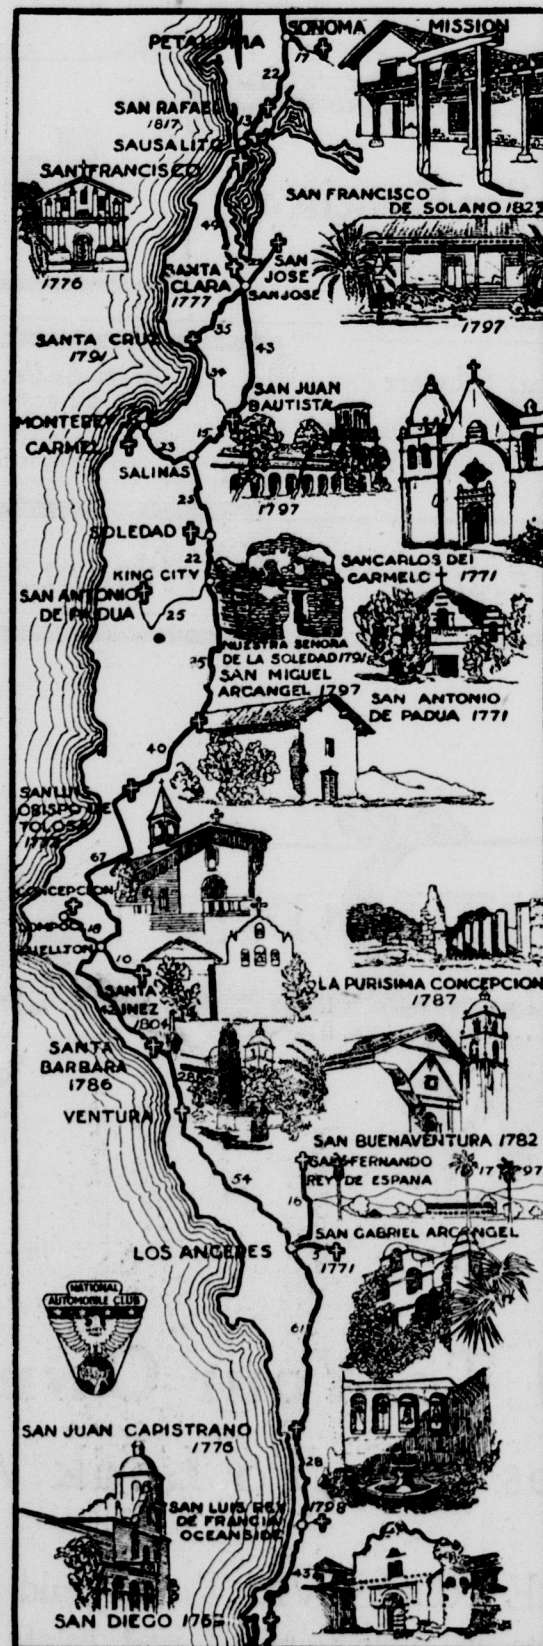 SONOMA
MISSION
PETALUMA
17
22
SAN RAFAEL
1817
13
SAUSALITO
SAN FRANCISCO
1776
SAN FRANCISCO
DE SOLANO 1823
49
SANTA
CLARA
1777
SAN
JOSE
SAN JOSE
1797
SANTA CRUZ
1791
35
43
34
SAN JUAN
BAUTISTA
1797
MONTEREY
CARMEL
23
15
SALINAS
25
SOLEDAD
22
KING CITY
SAN ANTONIO
DE PADUA
25
SAN CARLOS DEL
CARMELO 1771
NUESTRA SENORA
DE LA SOLEDAD 1791
SAN MIGUEL
ARCANGEL 1797
SAN ANTONIO
DE PADUA 1771
40
SAN LUIS
OBISPO DE
TOLOSA
67
CONCEPCION
LOMPOC
18
BUELLTON
10
SANTA
INEZ
1804
42
LA PURISIMA CONCEPCION
1787
SANTA
BARBARA
1786
28
VENTURA
SAN BUENAVENTURA 1782
54
SAN FERNANDO
REY DE ESPANA
16
SAN GABRIEL ARCANGEL
LOS ANGELES
1771
61
NATIONAL
AUTOMOBILE CLUB
SAN JUAN CAPISTRANO
1776
28
SAN LUIS REY
DE FRANCIA
OCEANSIDE
1798
43
SAN DIEGO